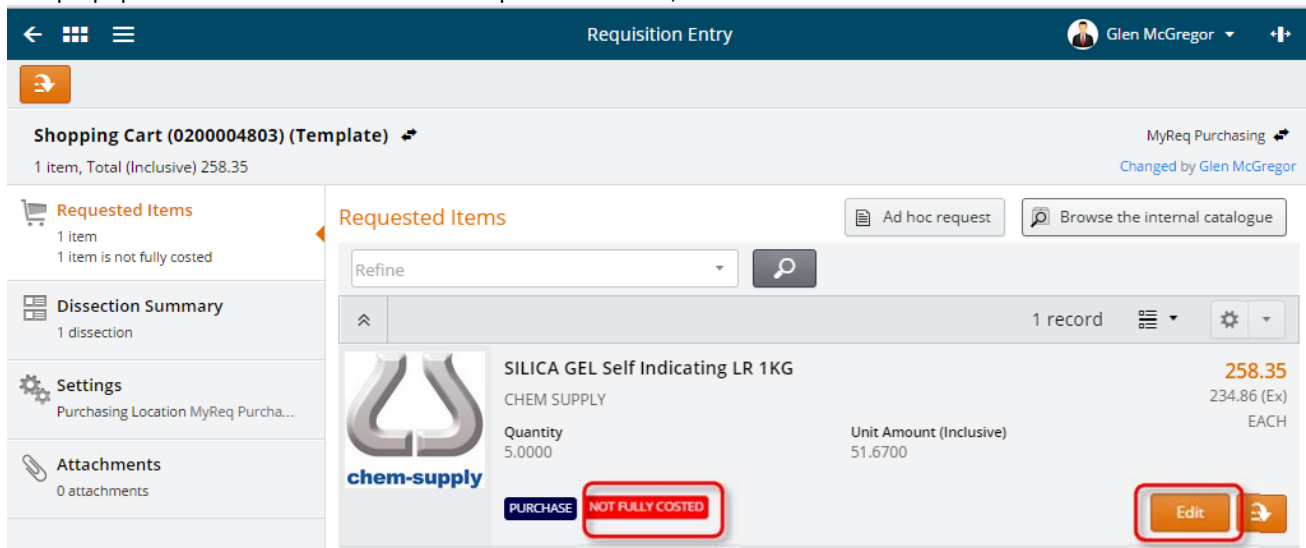 Requisition Entry
Glen McGregor
Shopping Cart (0200004803) (Template)
MyReq Purchasing
1 item, Total (Inclusive) 258.35
Changed by Glen McGregor
Requested Items
1 item
1 item is not fully costed
Dissection Summary
1 dissection
Settings
Purchasing Location MyReq Purcha...
Attachments
0 attachments
Requested Items
Ad hoc request
Browse the internal catalogue
Refine
1 record
SILICA GEL Self Indicating LR 1KG
258.35
CHEM SUPPLY
234.86 (Ex)
EACH
Quantity
Unit Amount (Inclusive)
5.0000
51.6700
chem-supply
PURCHASE
NOT FULLY COSTED
Edit